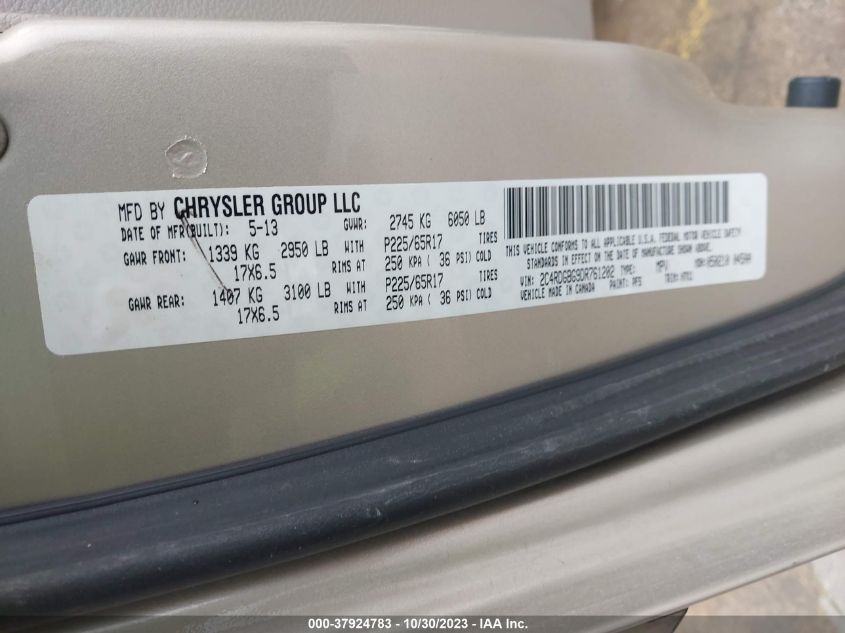 MFD BY CHRYSLER GROUP LLC
DATE OF MFR(BUILT): 5-13 GVWR: 2745 KG 6050 LB
GAWR FRONT: 1339 KG 2950 LB WITH P225/65R17 TIRES
17X6.5 RIMS AT 250 KPA ( 36 PSI) COLD
GAWR REAR: 1407 KG 3100 LB WITH P225/65R17 TIRES
17X6.5 RIMS AT 250 KPA ( 36 PSI) COLD
THIS VEHICLE CONFORMS TO ALL APPLICABLE U.S.A. FEDERAL MOTOR VEHICLE SAFETY
STANDARDS IN EFFECT ON THE DATE OF MANUFACTURE SHOWN ABOVE.
VIN: 2C4RDGBG9DR761202 TYPE: MPV MDH:
VEHICLE MADE IN CANADA PAINT: PFS TRIM:
000-37924783 - 10/30/2023 - IAA Inc.